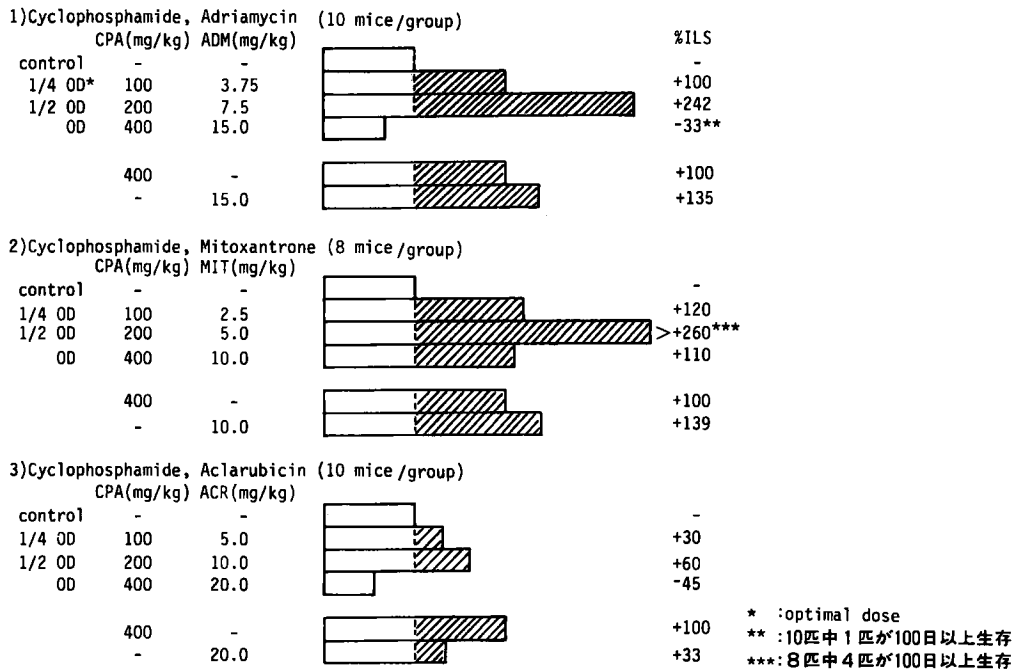 1)Cyclophosphamide, Adriamycin (10 mice/group)
CPA(mg/kg) ADM(mg/kg) %ILS
control - - -
1/4 OD* 100 3.75 +100
1/2 OD 200 7.5 +242
OD 400 15.0 -33**
400 - +100
- 15.0 +135
2)Cyclophosphamide, Mitoxantrone (8 mice/group)
CPA(mg/kg) MIT(mg/kg)
control - - -
1/4 OD 100 2.5 +120
1/2 OD 200 5.0 >+260***
OD 400 10.0 +110
400 - +100
- 10.0 +139
3)Cyclophosphamide, Aclarubicin (10 mice/group)
CPA(mg/kg) ACR(mg/kg)
control - - -
1/4 OD 100 5.0 +30
1/2 OD 200 10.0 +60
OD 400 20.0 -45
400 - +100
- 20.0 +33
* :optimal dose
** :10匹中1匹が100日以上生存
***:8匹中4匹が100日以上生存